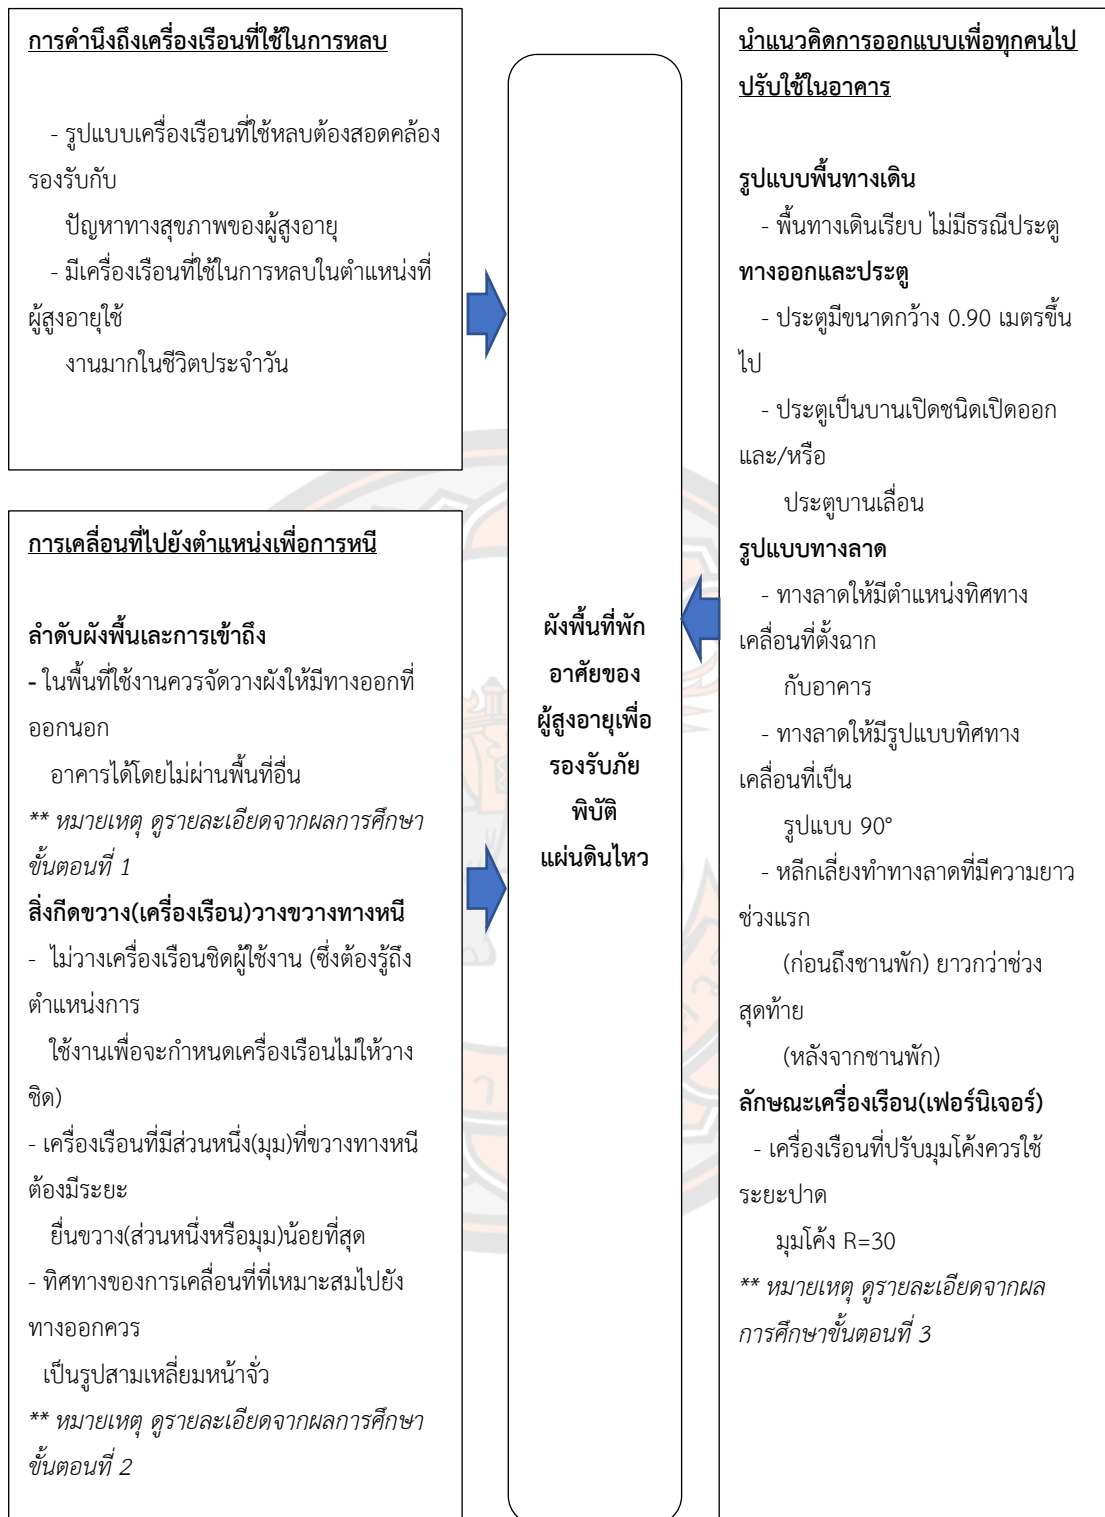 การคำนึงถึงเครื่องเรือนที่ใช้ในการหลบ
- รูปแบบเครื่องเรือนที่ใช้หลบต้องสอดคล้อง
รองรับกับ
ปัญหาทางสุขภาพของผู้สูงอายุ
- มีเครื่องเรือนที่ใช้ในการหลบในตำแหน่งที่
ผู้สูงอายุใช้
งานมากในชีวิตประจำวัน
การเคลื่อนที่ไปยังตำแหน่งเพื่อการหนี
ลำดับผังพื้นเละการเข้าถึง
- ในพื้นที่ใช้งานควรจัดวางผังให้มีทางออกที่
ออกนอก
อาคารได้โดยไม่ผ่านพื้นที่อื่น
** หมายเหตุ ดูรายละเอียดจากผลการศึกษา
ขั้นตอนที่ 1
สิ่งกีดขวาง(เครื่องเรือน)วางขวางทางหนี
- ไม่วางเครื่องเรือนชิดผู้ใช้งาน (ซึ่งต้องรู้ถึง
ตำแหน่งการ
ใช้งานเพื่อจะกำหนดเครื่องเรือนไม่ให้วาง
ชิด)
- เครื่องเรือนที่มีส่วนหนึ่ง(มุม)ที่ขวางทางหนี
ต้องมีระยะ
ยื่นขวาง(ส่วนหนึ่งหรือมุม)น้อยที่สุด
- ทิศทางของการเคลื่อนที่ที่เหมาะสมไปยัง
ทางออกควร
เป็นรูปสามเหลี่ยมหน้าจั่ว
** หมายเหตุ ดูรายละเอียดจากผลการศึกษา
ขั้นตอนที่ 2
ผังพื้นที่พัก
อาศัยของ
ผู้สูงอายุเพื่อ
รองรับภัย
พิบัติ
แผ่นดินไหว
นำแนวคิดการออกแบบเพื่อทุกคนไป
ปรับใช้ในอาคาร
รูปแบบพื้นทางเดิน
- พื้นทางเดินเรียบ ไม่มีธรณีประตู
ทางออกและประตู
- ประตูมีขนาดกว้าง 0.90 เมตรขึ้น
ไป
- ประตูเป็นบานเปิดชนิดเปิดออก
และ/หรือ
ประตูบานเลื่อน
รูปแบบทางลาด
- ทางลาดให้มีตำแหน่งทิศทาง
เคลื่อนที่ตั้งฉาก
กับอาคาร
- ทางลาดให้มีรูปแบบทิศทาง
เคลื่อนที่เป็น
รูปแบบ 90°
- หลีกเลี่ยงทำทางลาดที่มีความยาว
ช่วงแรก
(ก่อนถึงชานพัก) ยาวกว่าช่วง
สุดท้าย
(หลังจากชานพัก)
ลักษณะเครื่องเรือน(เฟอร์นิเจอร์)
- เครื่องเรือนที่ปรับมุมโค้งควรใช้
ระยะปาด
มุมโค้ง R=30
** หมายเหตุ ดูรายละเอียดจากผล
การศึกษาขั้นตอนที่ 3